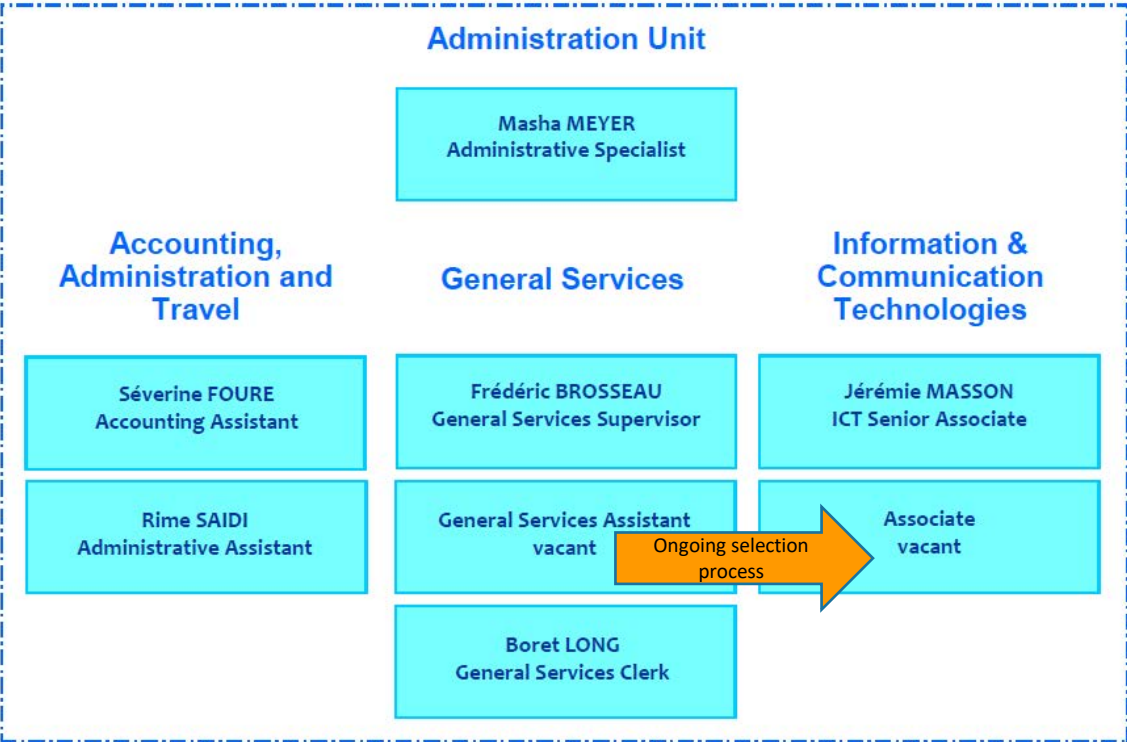 Administration Unit
Masha MEYER
Administrative Specialist
Accounting,
Administration and
Travel
Séverine FOURE
Accounting Assistant
Rime SAIDI
Administrative Assistant
General Services
Frédéric BROSSEAU
General Services Supervisor
General Services Assistant
vacant
Boret LONG
General Services Clerk
Ongoing selection
process
Information &
Communication
Technologies
Jérémie MASSON
ICT Senior Associate
Associate
vacant